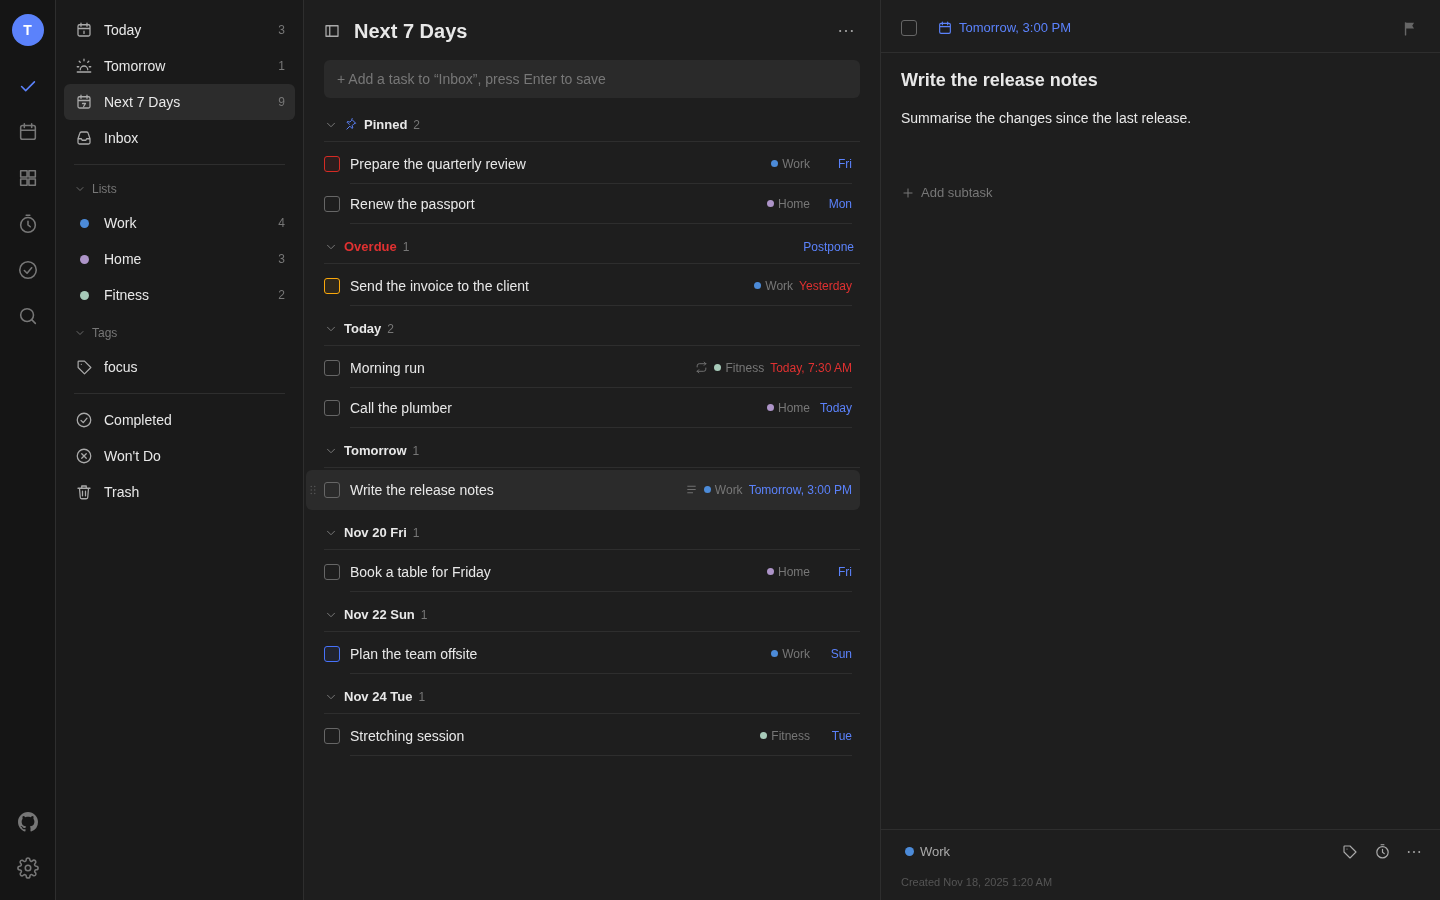 T
Today 3
Tomorrow 1
Next 7 Days 9
Inbox
Lists
Work 4
Home 3
Fitness 2
Tags
focus
Completed
Won't Do
Trash
Next 7 Days
+ Add a task to “Inbox”, press Enter to save
Pinned 2
Prepare the quarterly review Work Fri
Renew the passport Home Mon
Overdue 1 Postpone
Send the invoice to the client Work Yesterday
Today 2
Morning run Fitness Today, 7:30 AM
Call the plumber Home Today
Tomorrow 1
Write the release notes Work Tomorrow, 3:00 PM
Nov 20 Fri 1
Book a table for Friday Home Fri
Nov 22 Sun 1
Plan the team offsite Work Sun
Nov 24 Tue 1
Stretching session Fitness Tue
Tomorrow, 3:00 PM
Write the release notes
Summarise the changes since the last release.
Add subtask
Work
Created Nov 18, 2025 1:20 AM